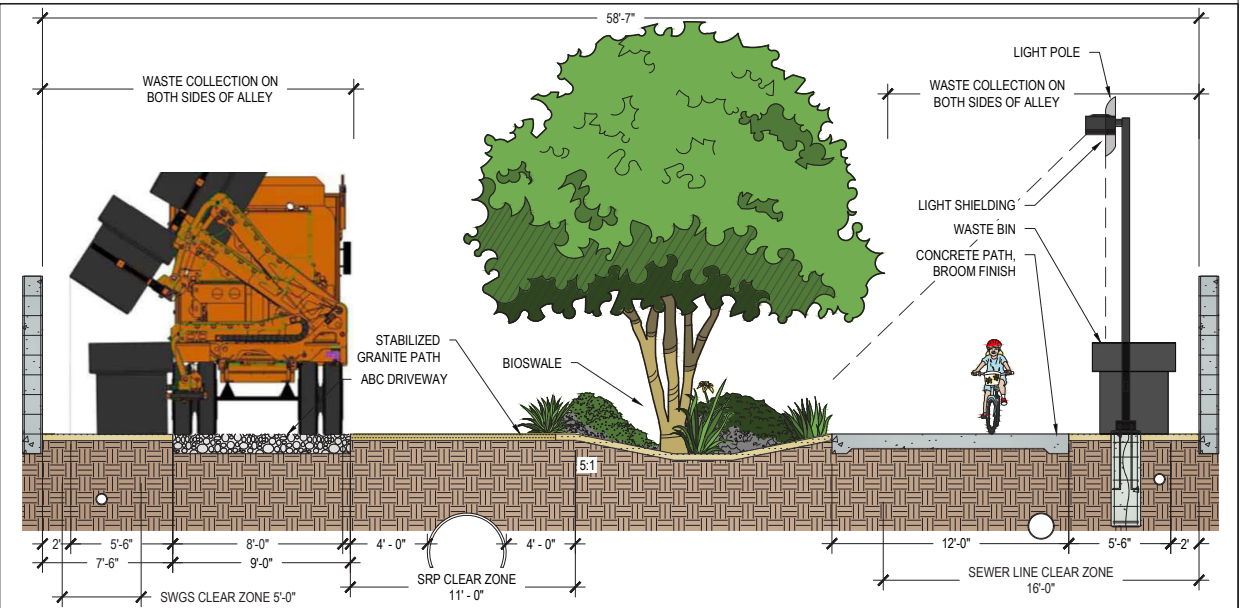 58'-7"
WASTE COLLECTION ON
BOTH SIDES OF ALLEY
LIGHT POLE
WASTE COLLECTION ON
BOTH SIDES OF ALLEY
LIGHT SHIELDING
WASTE BIN
CONCRETE PATH,
BROOM FINISH
STABILIZED
GRANITE PATH
ABC DRIVEWAY
BIOSWALE
5:1
2'
5'-6"
8'-0"
4' - 0"
4' - 0"
12'-0"
5'-6"
2'
7'-6"
9'-0"
SRP CLEAR ZONE
11' - 0"
SEWER LINE CLEAR ZONE
16'-0"
SWGS CLEAR ZONE 5'-0"